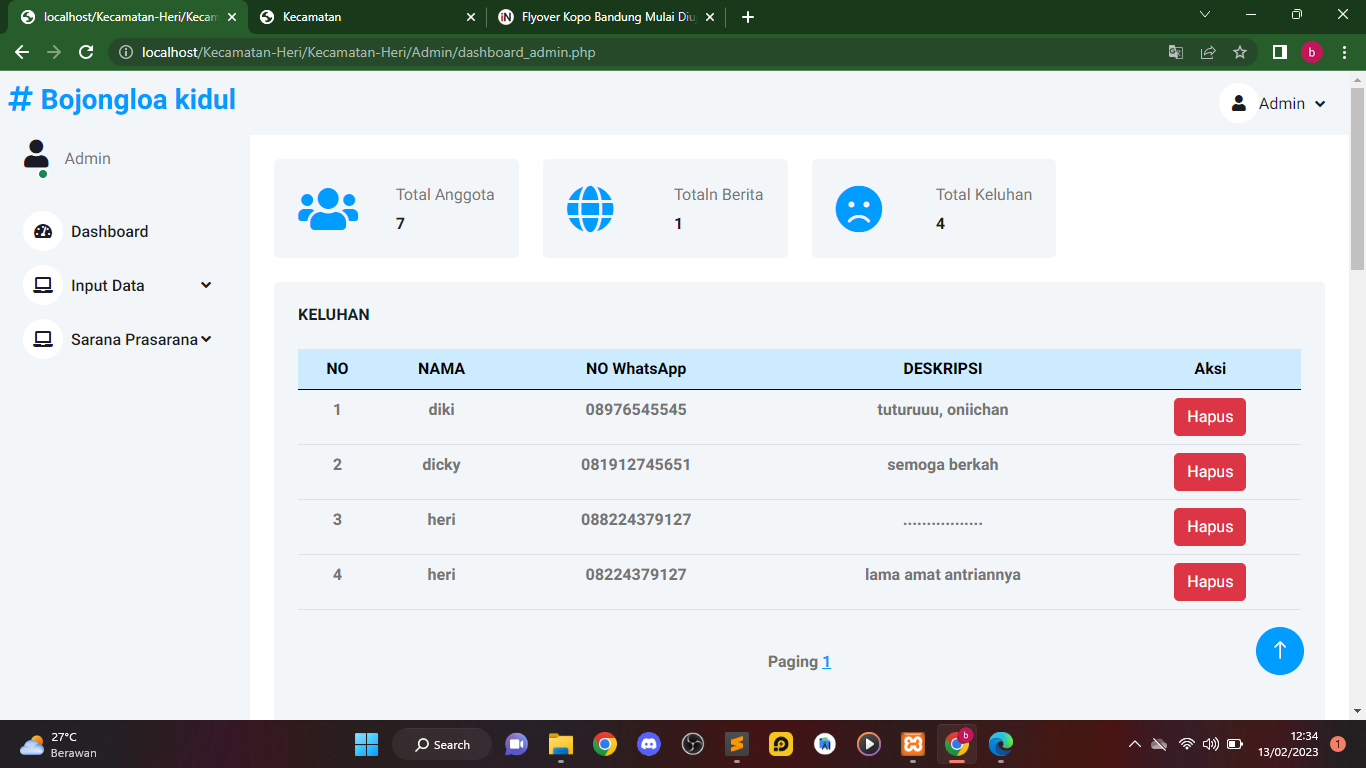 localhost/Kecamatan-Heri/Kecam
Kecamatan
Flyover Kopo Bandung Mulai Diu
localhost/Kecamatan-Heri/Kecamatan-Heri/Admin/dashboard_admin.php
b
# Bojongloa kidul
Admin
Admin
Dashboard
Input Data
Sarana Prasarana
Total Anggota
7
Totaln Berita
1
Total Keluhan
4
KELUHAN
NO NAMA NO WhatsApp DESKRIPSI Aksi
1 diki 08976545545 tuturuuu, oniichan Hapus
2 dicky 081912745651 semoga berkah Hapus
3 heri 088224379127 ................. Hapus
4 heri 08224379127 lama amat antriannya Hapus
Paging 1
27°C
Berawan
Search
b
12:34
13/02/2023
1